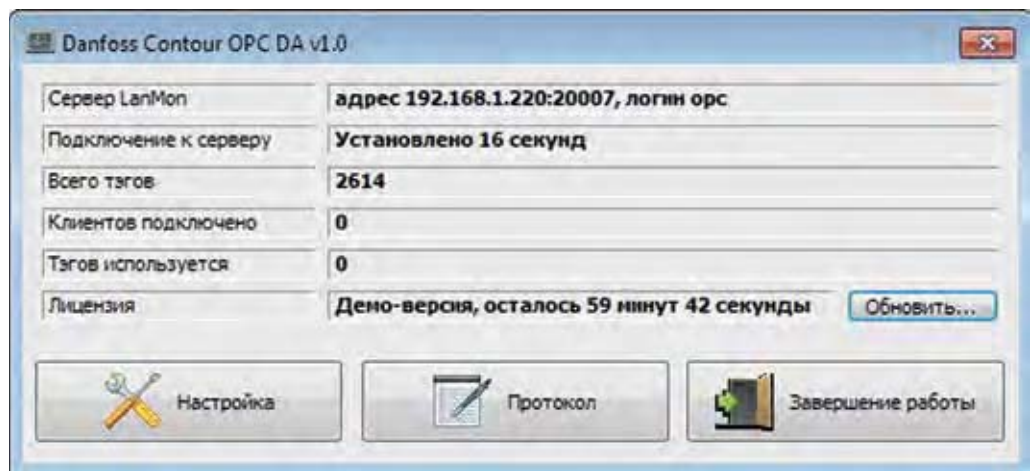 Danfoss Contour OPC DA v1.0
Сервер LanMon адрес 192.168.1.220:20007, логин opc
Подключение к серверу Установлено 16 секунд
Всего тэгов 2614
Клиентов подключено 0
Тэгов используется 0
Лицензия Демо-версия, осталось 59 минут 42 секунды Обновить...
Настройка Протокол Завершение работы